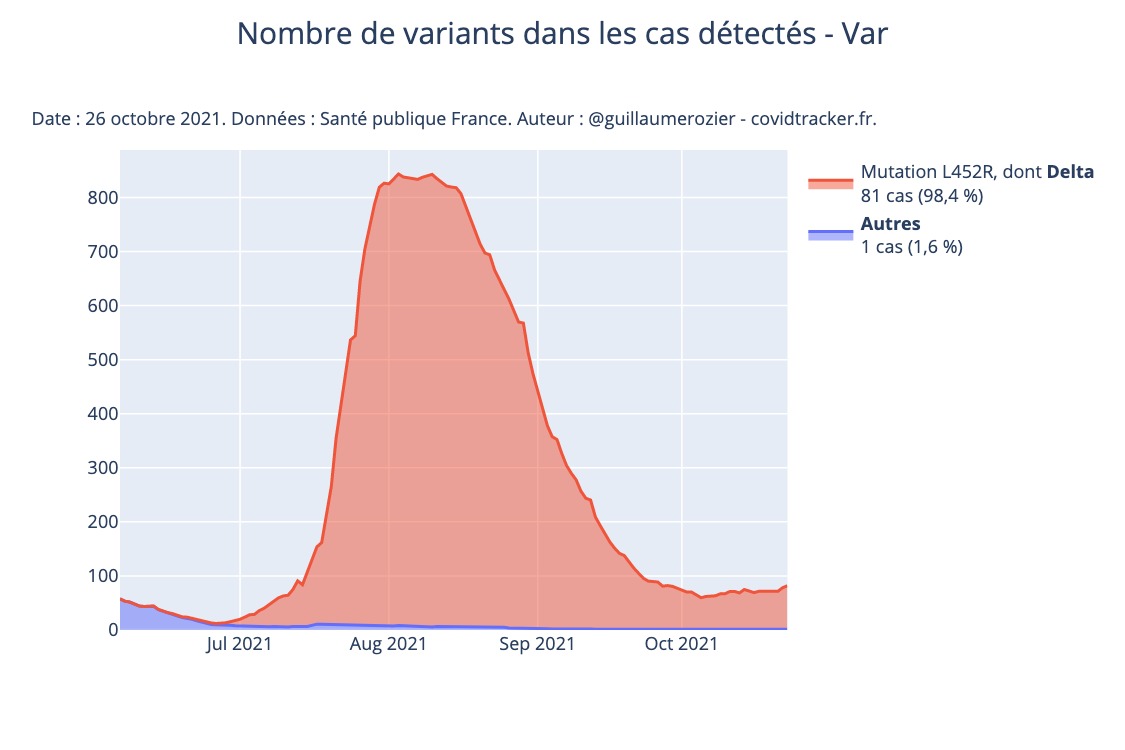 Nombre de variants dans les cas détectés - Var
Date : 26 octobre 2021. Données : Santé publique France. Auteur : @guillaumerozier - covidtracker.fr.
Mutation L452R, dont Delta
81 cas (98,4 %)
Autres
1 cas (1,6 %)
800
700
600
500
400
300
200
100
0
Jul 2021
Aug 2021
Sep 2021
Oct 2021